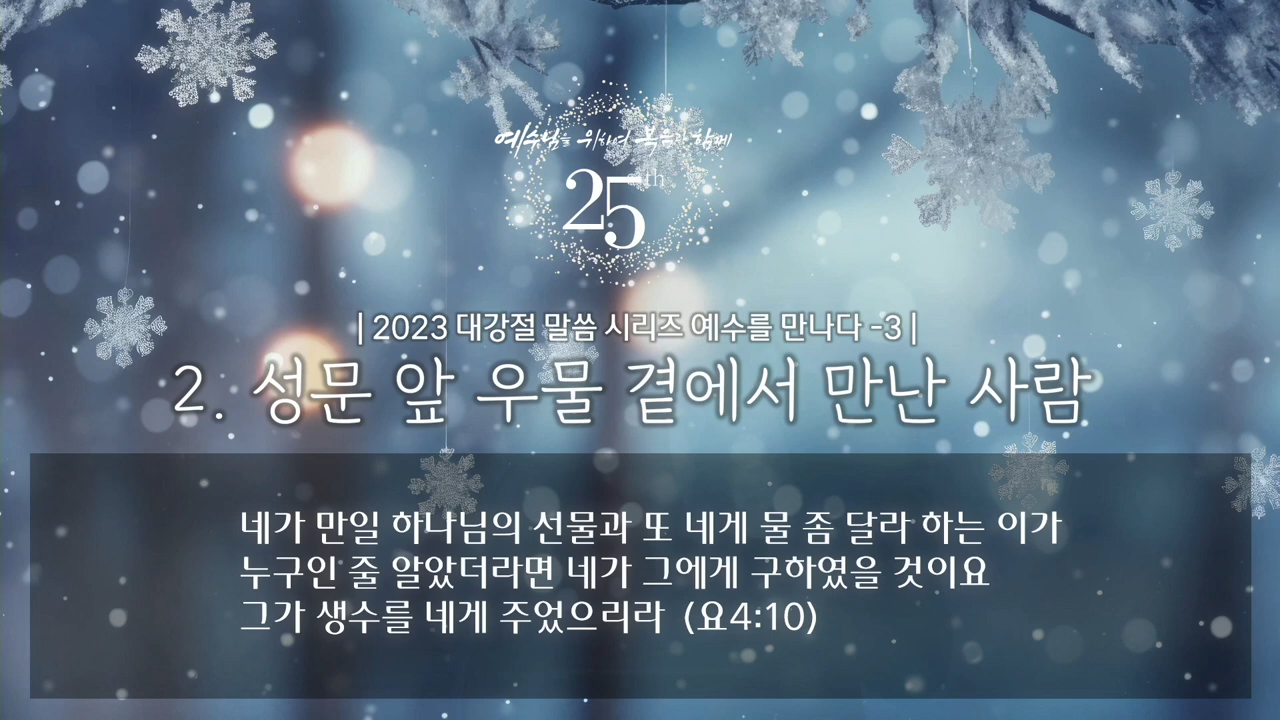 예수님을 위하여 복음과 함께
25th
| 2023 대강절 말씀 시리즈 예수를 만나다 -3 |
2. 성문 앞 우물 곁에서 만난 사람
네가 만일 하나님의 선물과 또 네게 물 좀 달라 하는 이가
누구인 줄 알았더라면 네가 그에게 구하였을 것이요
그가 생수를 네게 주었으리라 (요4:10)